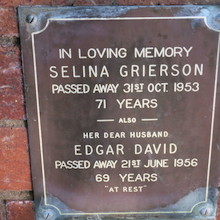 IN LOVING MEMORY
SELINA GRIERSON
PASSED AWAY 31ST OCT. 1953
71 YEARS
— ALSO —
HER DEAR HUSBAND
EDGAR DAVID
PASSED AWAY 21ST JUNE 1956
69 YEARS
"AT REST"